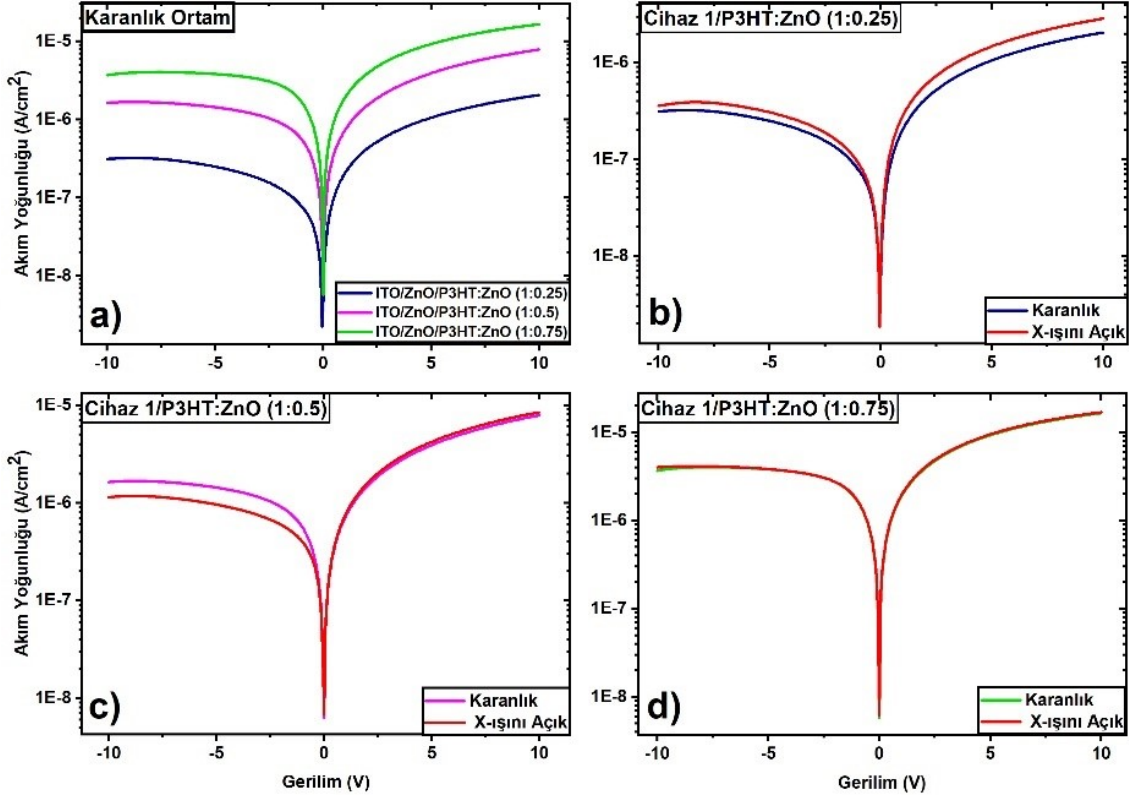 Karanlık Ortam
1E-5
1E-6
1E-7
1E-8
Akım Yoğunluğu (A/cm²)
a)
ITO/ZnO/P3HT:ZnO (1:0.25)
ITO/ZnO/P3HT:ZnO (1:0.5)
ITO/ZnO/P3HT:ZnO (1:0.75)
-10 -5 0 5 10
Cihaz 1/P3HT:ZnO (1:0.25)
1E-6
1E-7
1E-8
b)
Karanlık
X-ışını Açık
-10 -5 0 5 10
Cihaz 1/P3HT:ZnO (1:0.5)
1E-5
1E-6
1E-7
1E-8
Akım Yoğunluğu (A/cm²)
c)
Karanlık
X-ışını Açık
-10 -5 0 5 10
Gerilim (V)
Cihaz 1/P3HT:ZnO (1:0.75)
1E-5
1E-6
1E-7
1E-8
d)
Karanlık
X-ışını Açık
-10 -5 0 5 10
Gerilim (V)